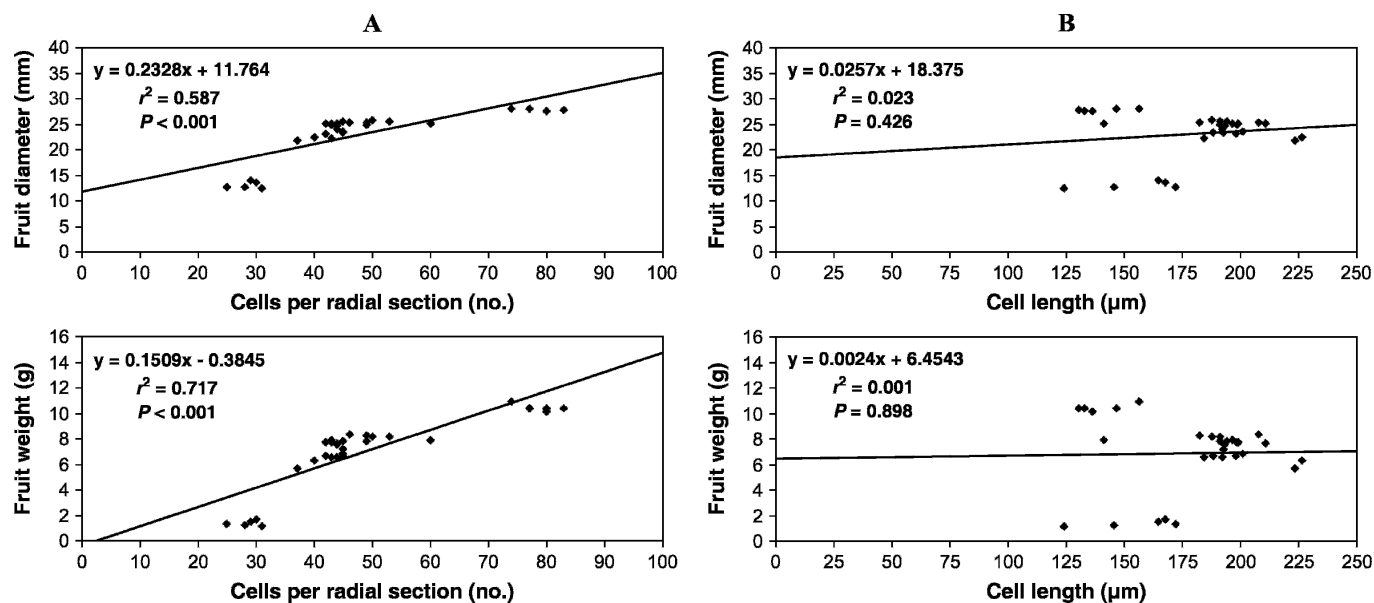 A
y = 0.2328x + 11.764
r² = 0.587
P < 0.001
Fruit diameter (mm)
40
35
30
25
20
15
10
5
0
0 10 20 30 40 50 60 70 80 90 100
Cells per radial section (no.)
B
y = 0.0257x + 18.375
r² = 0.023
P = 0.426
Fruit diameter (mm)
40
35
30
25
20
15
10
5
0
0 25 50 75 100 125 150 175 200 225 250
Cell length (µm)
y = 0.1509x - 0.3845
r² = 0.717
P < 0.001
Fruit weight (g)
16
14
12
10
8
6
4
2
0
0 10 20 30 40 50 60 70 80 90 100
Cells per radial section (no.)
y = 0.0024x + 6.4543
r² = 0.001
P = 0.898
Fruit weight (g)
16
14
12
10
8
6
4
2
0
0 25 50 75 100 125 150 175 200 225 250
Cell length (µm)